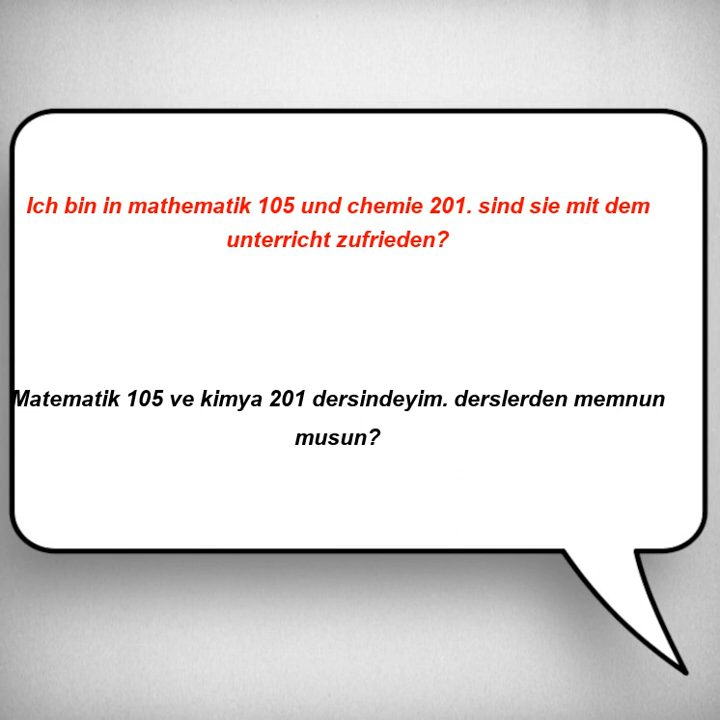 Ich bin in mathematik 105 und chemie 201. sind sie mit dem
unterricht zufrieden?
Matematik 105 ve kimya 201 dersindeyim. derslerden memnun
musun?